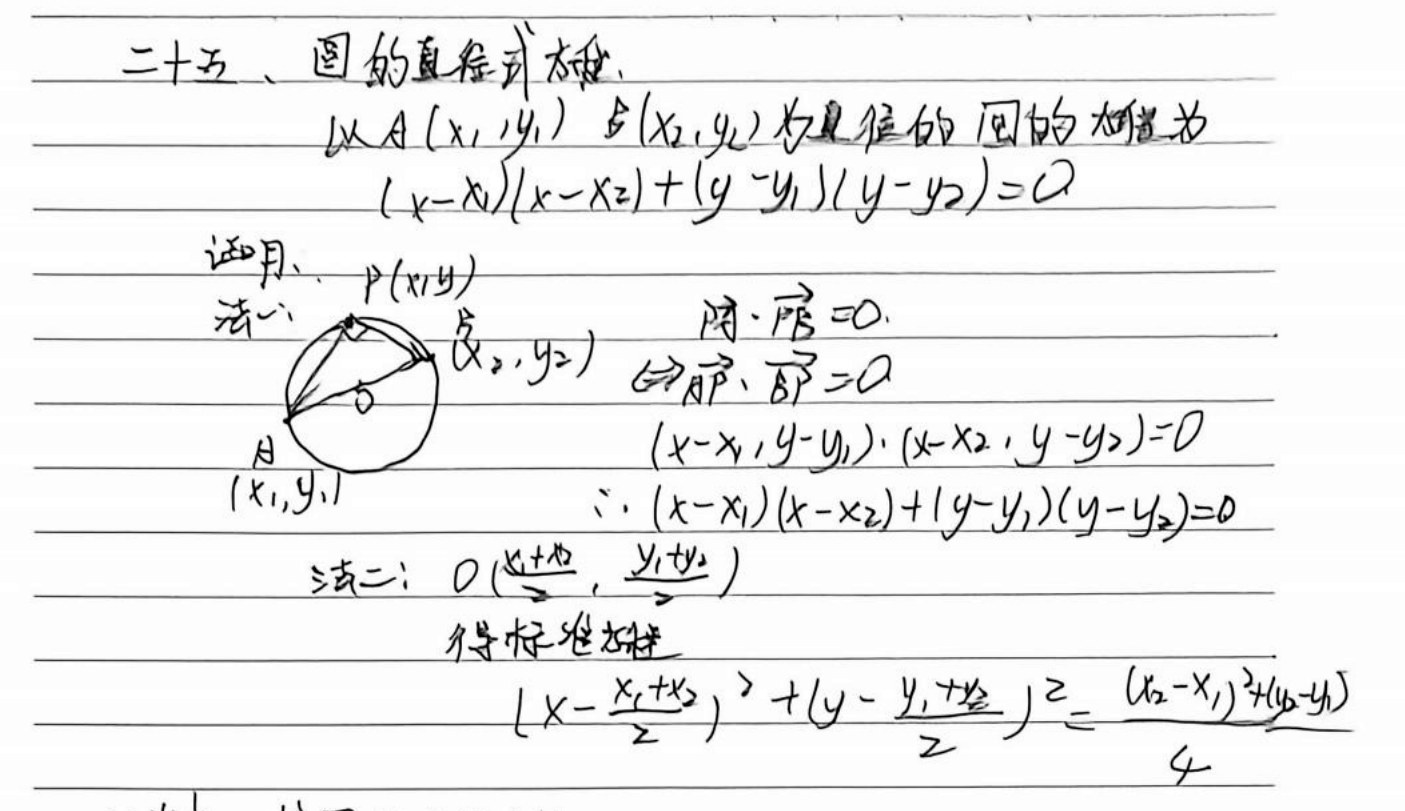 二十五、圆的直径式方程.
以A(x₁,y₁) B(x₂,y₂)为直径的圆的方程为
(x-x₁)(x-x₂)+(y-y₁)(y-y₂)=0
证明:
法一: P(x,y)
B(x₂,y₂)
O
A(x₁,y₁)
PA→·PB→=0.
⇔AP→·BP→=0
(x-x₁,y-y₁)·(x-x₂,y-y₂)=0
∴(x-x₁)(x-x₂)+(y-y₁)(y-y₂)=0
法二: O((x₁+x₂)/2,(y₁+y₂)/2)
得标准方程
(x-(x₁+x₂)/2)²+(y-(y₁+y₂)/2)²=((x₂-x₁)²+(y₂-y₁))/4